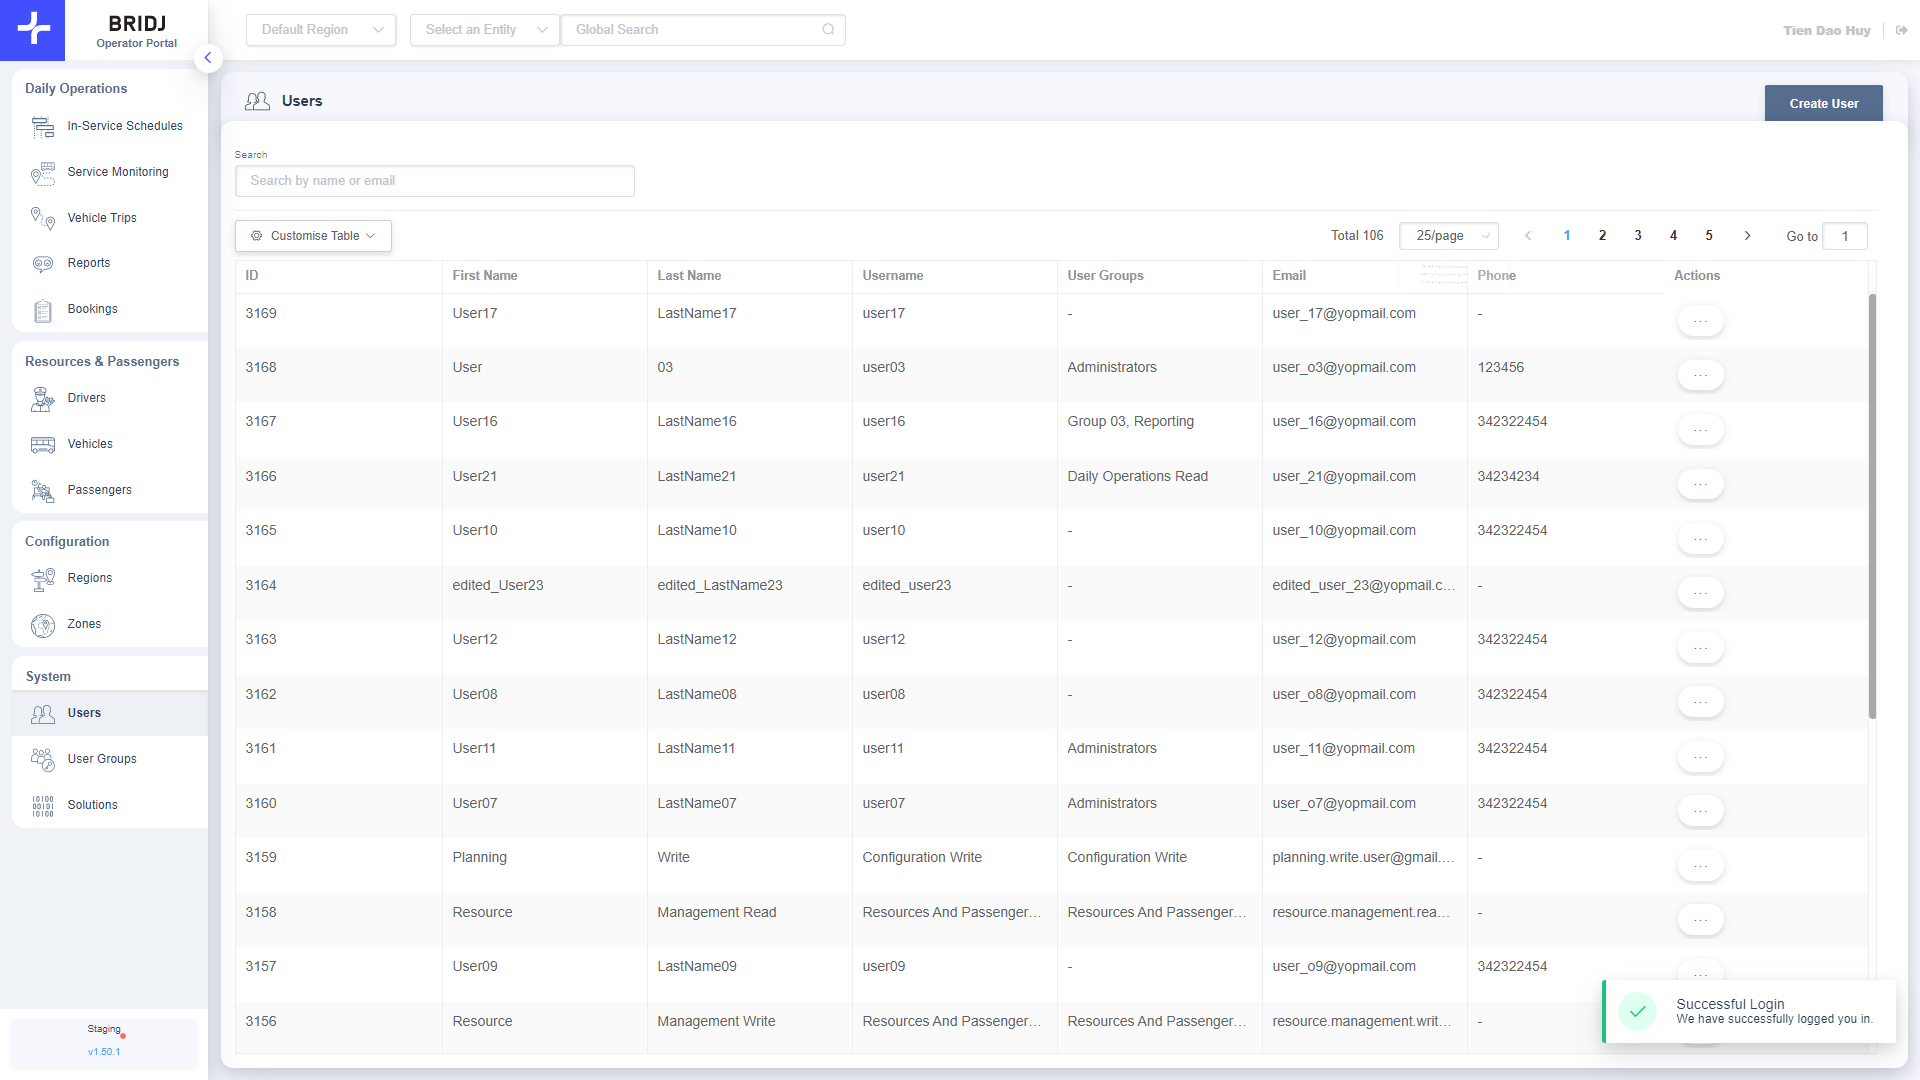 BRIDJ
Operator Portal
Default Region
Select an Entity
Global Search
Tien Dao Huy
Daily Operations
In-Service Schedules
Service Monitoring
Vehicle Trips
Reports
Bookings
Resources & Passengers
Drivers
Vehicles
Passengers
Configuration
Regions
Zones
System
Users
User Groups
Solutions
Staging
v1.50.1
Users
Create User
Search
Search by name or email
Customise Table
Total 106 25/page 1 2 3 4 5 Go to 1
ID First Name Last Name Username User Groups Email Phone Actions
3169 User17 LastName17 user17 - user_17@yopmail.com - ...
3168 User 03 user03 Administrators user_o3@yopmail.com 123456 ...
3167 User16 LastName16 user16 Group 03, Reporting user_16@yopmail.com 342322454 ...
3166 User21 LastName21 user21 Daily Operations Read user_21@yopmail.com 34234234 ...
3165 User10 LastName10 user10 - user_10@yopmail.com 342322454 ...
3164 edited_User23 edited_LastName23 edited_user23 - edited_user_23@yopmail.c... - ...
3163 User12 LastName12 user12 - user_12@yopmail.com 342322454 ...
3162 User08 LastName08 user08 - user_o8@yopmail.com 342322454 ...
3161 User11 LastName11 user11 Administrators user_11@yopmail.com 342322454 ...
3160 User07 LastName07 user07 Administrators user_o7@yopmail.com 342322454 ...
3159 Planning Write Configuration Write Configuration Write planning.write.user@gmail.... - ...
3158 Resource Management Read Resources And Passenger... Resources And Passenger... resource.management.rea... - ...
3157 User09 LastName09 user09 - user_o9@yopmail.com 342322454 ...
3156 Resource Management Write Resources And Passenger... Resources And Passenger... resource.management.writ... -
Successful Login
We have successfully logged you in.